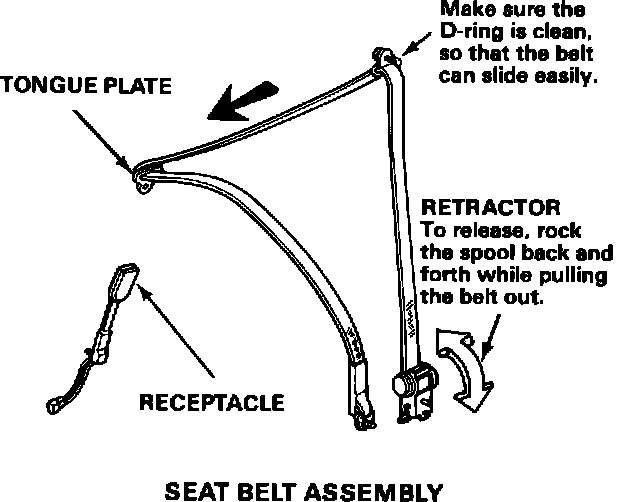 Make sure the
D-ring is clean,
so that the belt
can slide easily.
TONGUE PLATE
RETRACTOR
To release, rock
the spool back and
forth while pulling
the belt out.
RECEPTACLE
SEAT BELT ASSEMBLY